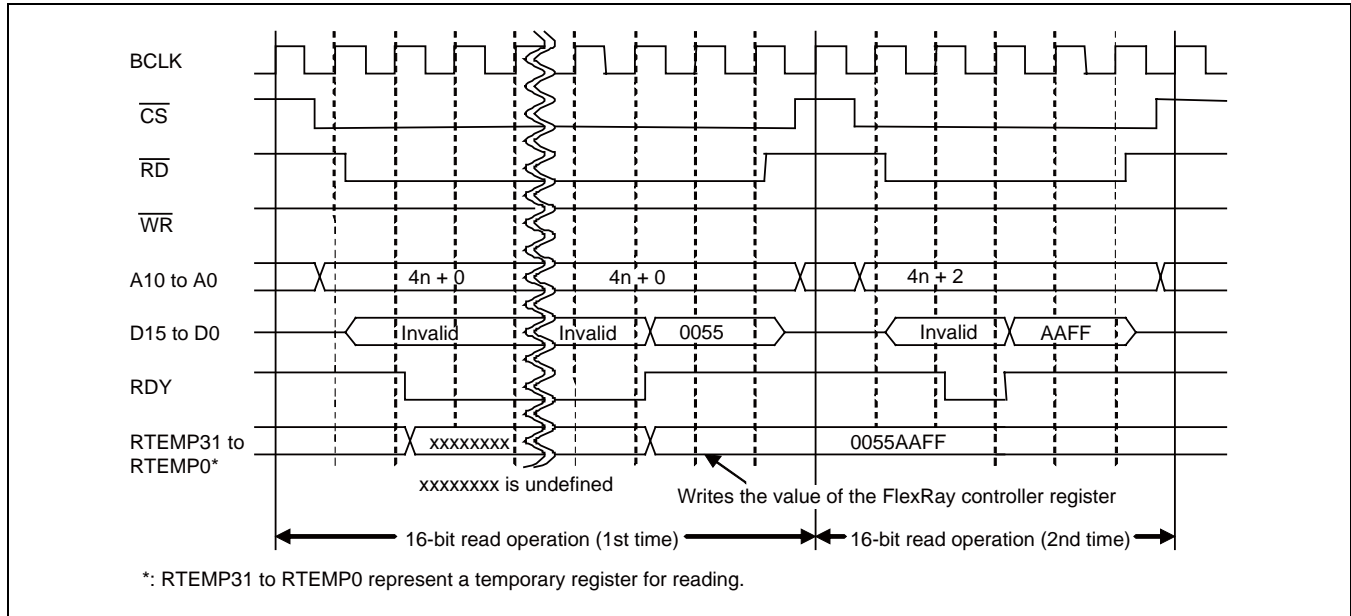 BCLK
CS
RD
WR
A10 to A0
4n + 0
4n + 0
4n + 2
D15 to D0
Invalid
Invalid
0055
Invalid
AAFF
RDY
RTEMP31 to
RTEMP0*
xxxxxxxx
0055AAFF
xxxxxxxx is undefined
Writes the value of the FlexRay controller register
16-bit read operation (1st time)
16-bit read operation (2nd time)
*: RTEMP31 to RTEMP0 represent a temporary register for reading.